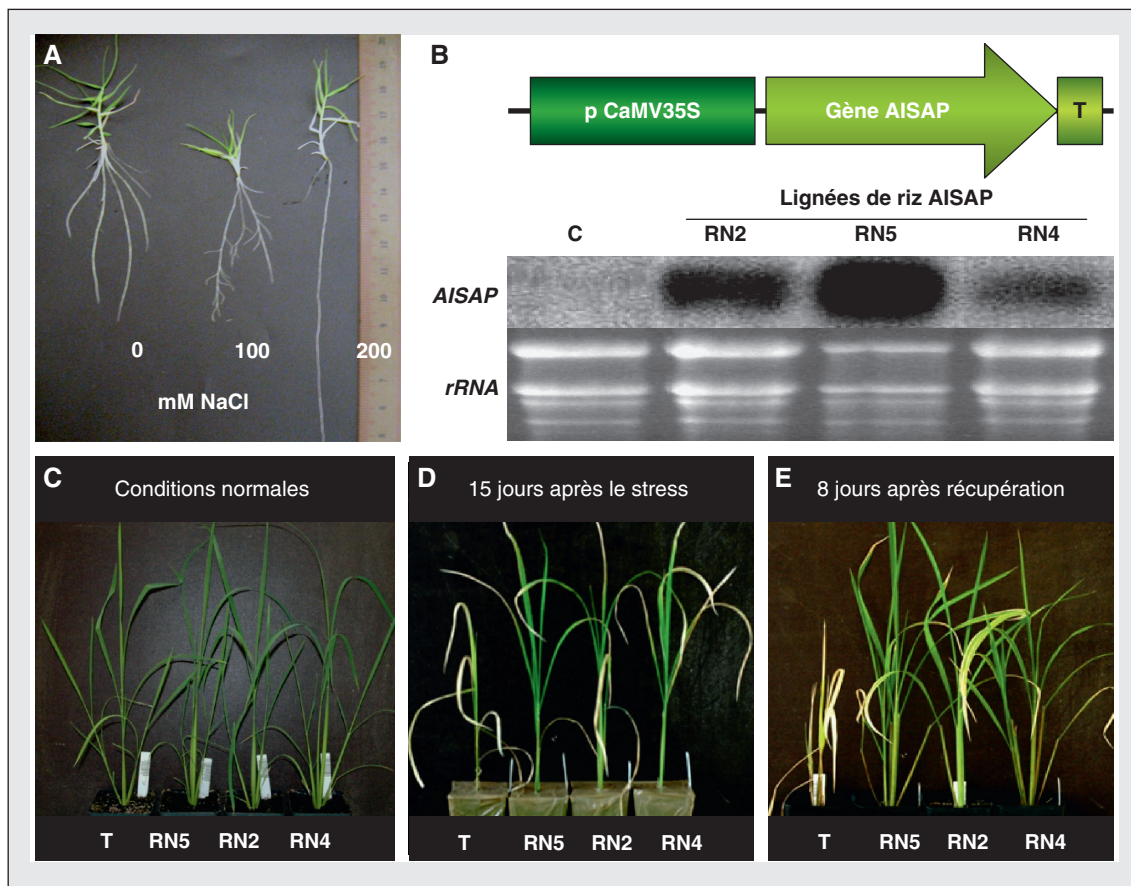 A
0
100
200
mM NaCl
B
p CaMV35S
Gène AlSAP
T
Lignées de riz AlSAP
C
RN2
RN5
RN4
AlSAP
rRNA
C
Conditions normales
T
RN5
RN2
RN4
D
15 jours après le stress
T
RN5
RN2
RN4
E
8 jours après récupération
T
RN5
RN2
RN4